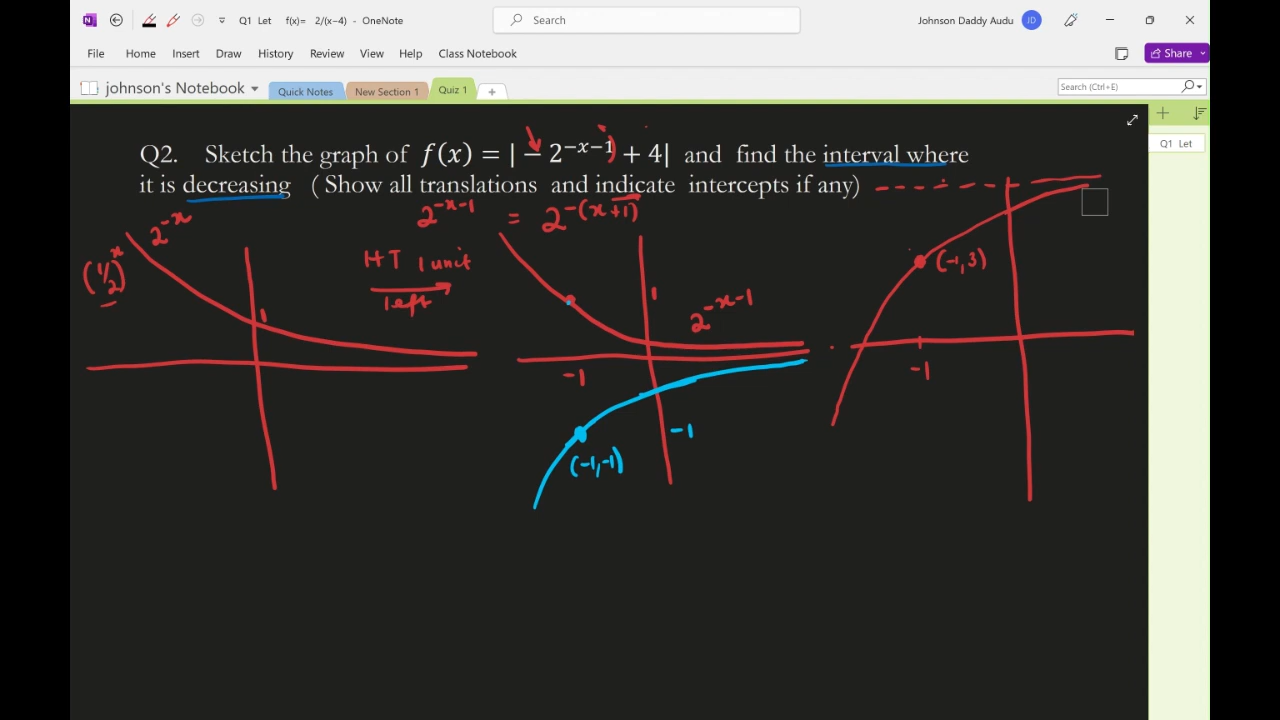 Q1 Let f(x)= 2/(x−4) - OneNote
Search
Johnson Daddy Audu JD
File Home Insert Draw History Review View Help Class Notebook
Share
johnson's Notebook
Quick Notes
New Section 1
Quiz 1
+
Search (Ctrl+E)
Q1 Let
Q2. Sketch the graph of f(x) = | − 2^{−x−1} + 4| and find the interval where
it is decreasing ( Show all translations and indicate intercepts if any)
2^{-x}
(1/2)^x
1
2^{-x-1} = 2^{-(x+1)}
HT 1 unit
left
1
2^{-x-1}
-1
-1
(-1,-1)
(-1,3)
-1